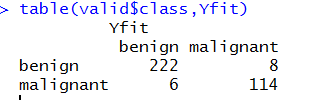 > table(valid$class,Yfit)
Yfit
benign malignant
benign 222 8
malignant 6 114